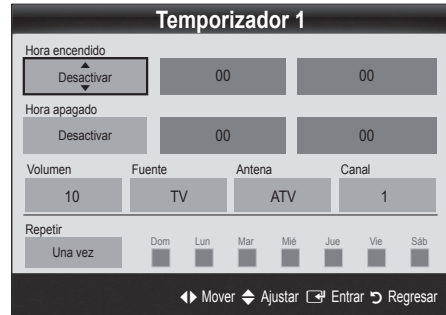 Temporizador 1
Hora encendido
Desactivar 00 00
Hora apagado
Desactivar 00 00
Volumen Fuente Antena Canal
10 TV ATV 1
Repetir
Una vez Dom Lun Mar Mié Jue Vie Sáb
Mover Ajustar Entrar Regresar